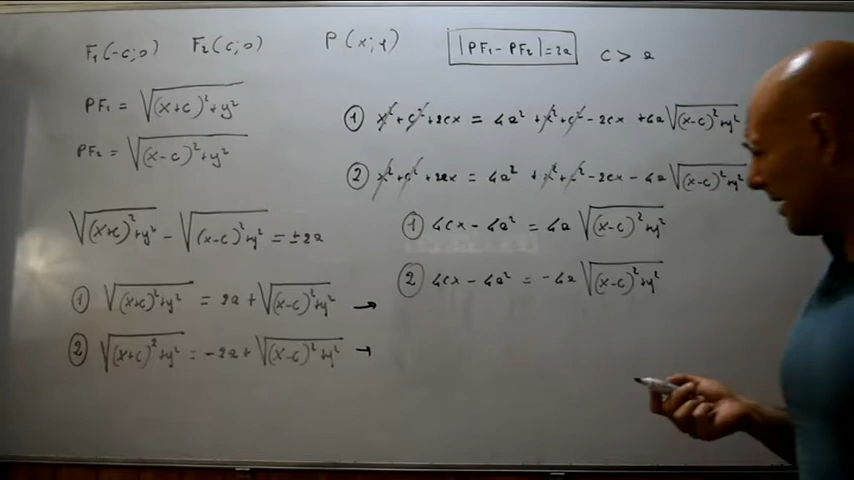 F₁(-c;0) F₂(c;0) P(x;y) |PF₁-PF₂|=2a c>a
PF₁ = √((x+c)²+y²)
PF₂ = √((x-c)²+y²)
√((x+c)²+y²) - √((x-c)²+y²) = ±2a
① √((x+c)²+y²) = 2a+√((x-c)²+y²) →
② √((x+c)²+y²) = -2a+√((x-c)²+y²) →
① x²+c²+2cx = 4a²+x²+c²-2cx+4a√((x-c)²+y²)
② x²+c²+2cx = 4a²+x²+c²-2cx-4a√((x-c)²+y²)
① 4cx-4a² = 4a√((x-c)²+y²)
② 4cx-4a² = -4a√((x-c)²+y²)